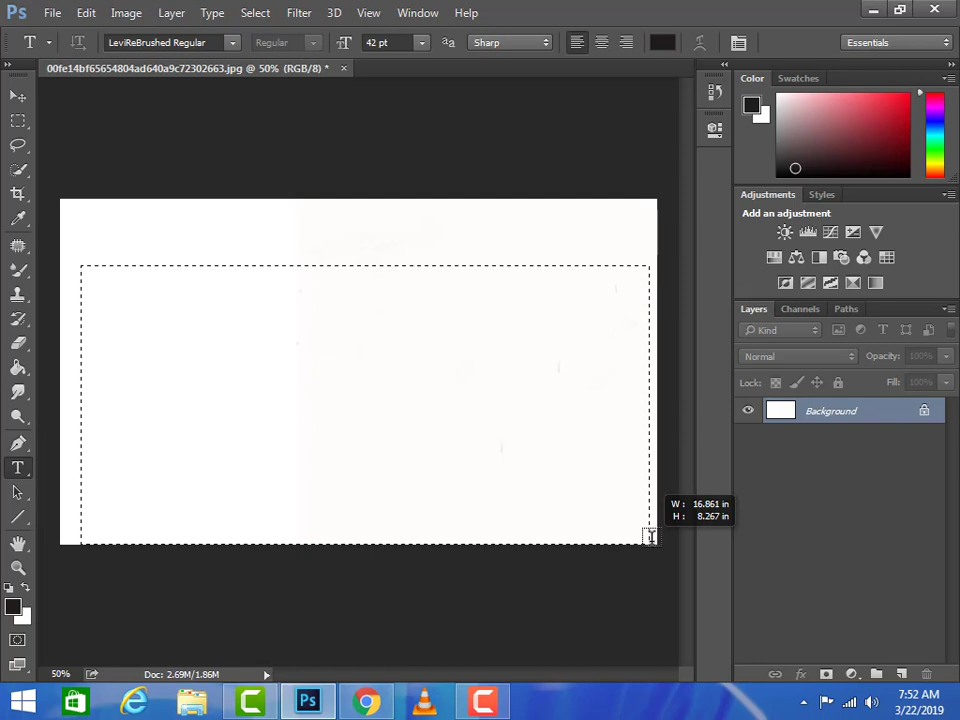 Ps File Edit Image Layer Type Select Filter 3D View Window Help
T LeviReBrushed Regular Regular 42 pt aa Sharp Essentials
00fe14bf65654804ad640a9c72302663.jpg @ 50% (RGB/8) * ×
Color Swatches
Adjustments Styles
Add an adjustment
Layers Channels Paths
Kind
Normal Opacity: 100%
Lock: Fill: 100%
Background
W: 16.861 in
H: 8.267 in
50% Doc: 2.69M/1.86M
7:52 AM
3/22/2019